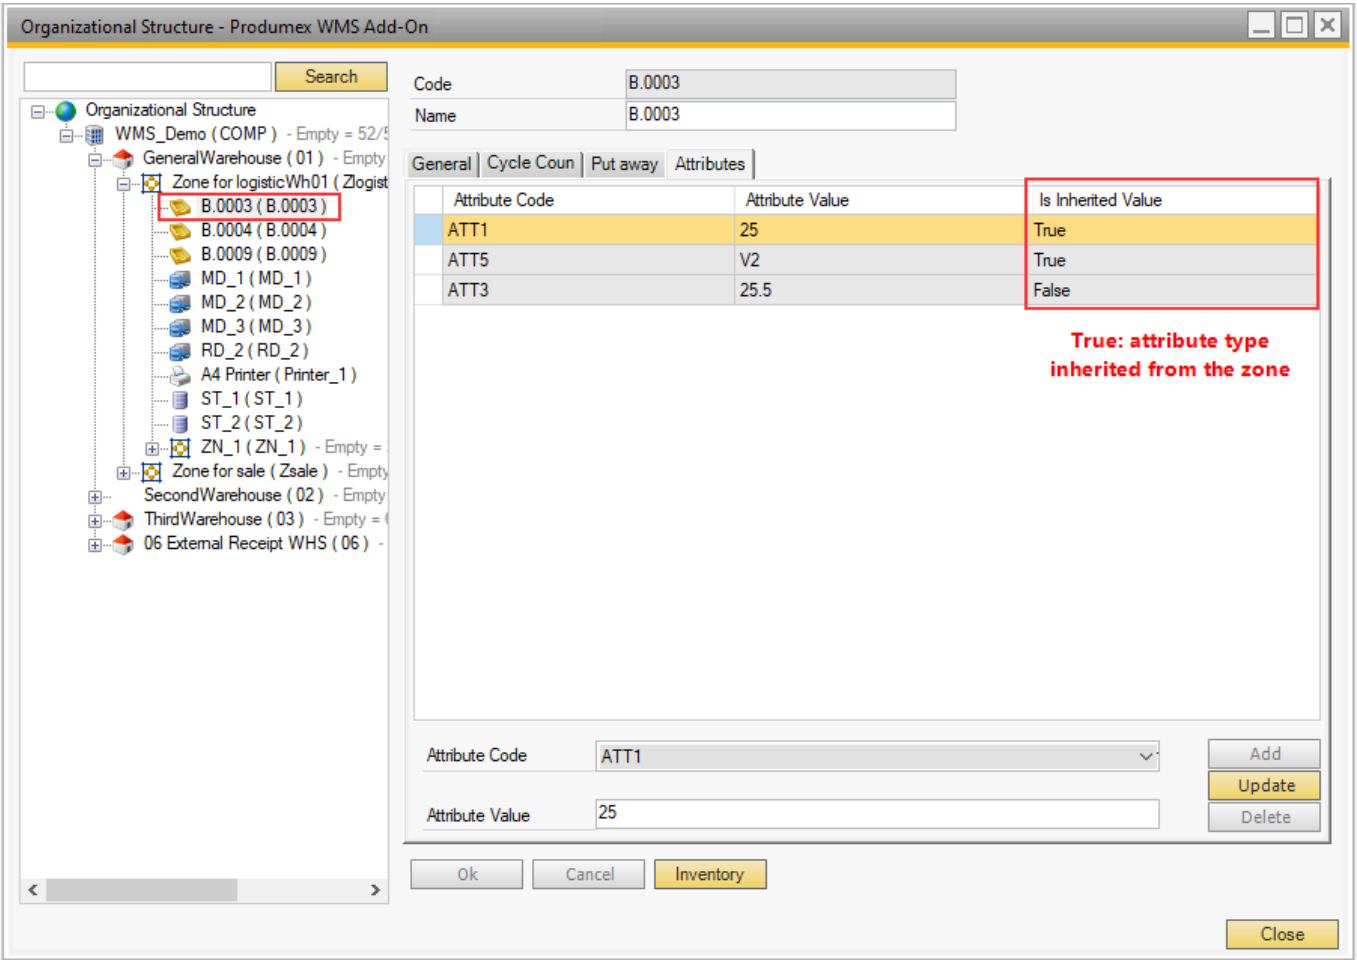 Organizational Structure - Produmex WMS Add-On
Search
Organizational Structure
WMS_Demo ( COMP ) - Empty = 52/5
GeneralWarehouse ( 01 ) - Empty
Zone for logisticWh01 ( Zlogist
B.0003 ( B.0003 )
B.0004 ( B.0004 )
B.0009 ( B.0009 )
MD_1 ( MD_1 )
MD_2 ( MD_2 )
MD_3 ( MD_3 )
RD_2 ( RD_2 )
A4 Printer ( Printer_1 )
ST_1 ( ST_1 )
ST_2 ( ST_2 )
ZN_1 ( ZN_1 ) - Empty =
Zone for sale ( Zsale ) - Empty
SecondWarehouse ( 02 ) - Empty
ThirdWarehouse ( 03 ) - Empty =
06 External Receipt WHS ( 06 ) -
Code B.0003
Name B.0003
General Cycle Coun Put away Attributes
Attribute Code Attribute Value Is Inherited Value
ATT1 25 True
ATT5 V2 True
ATT3 25.5 False
True: attribute type
inherited from the zone
Attribute Code ATT1 Add
Update
Attribute Value 25 Delete
Ok Cancel Inventory
Close